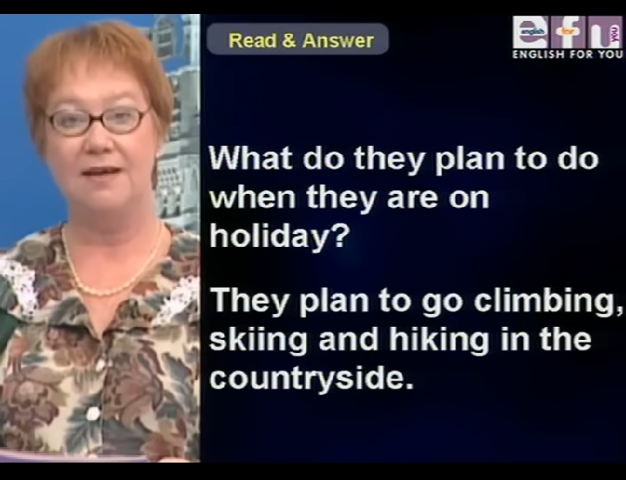 Read & Answer
english for you
ENGLISH FOR YOU
What do they plan to do
when they are on
holiday?
They plan to go climbing,
skiing and hiking in the
countryside.